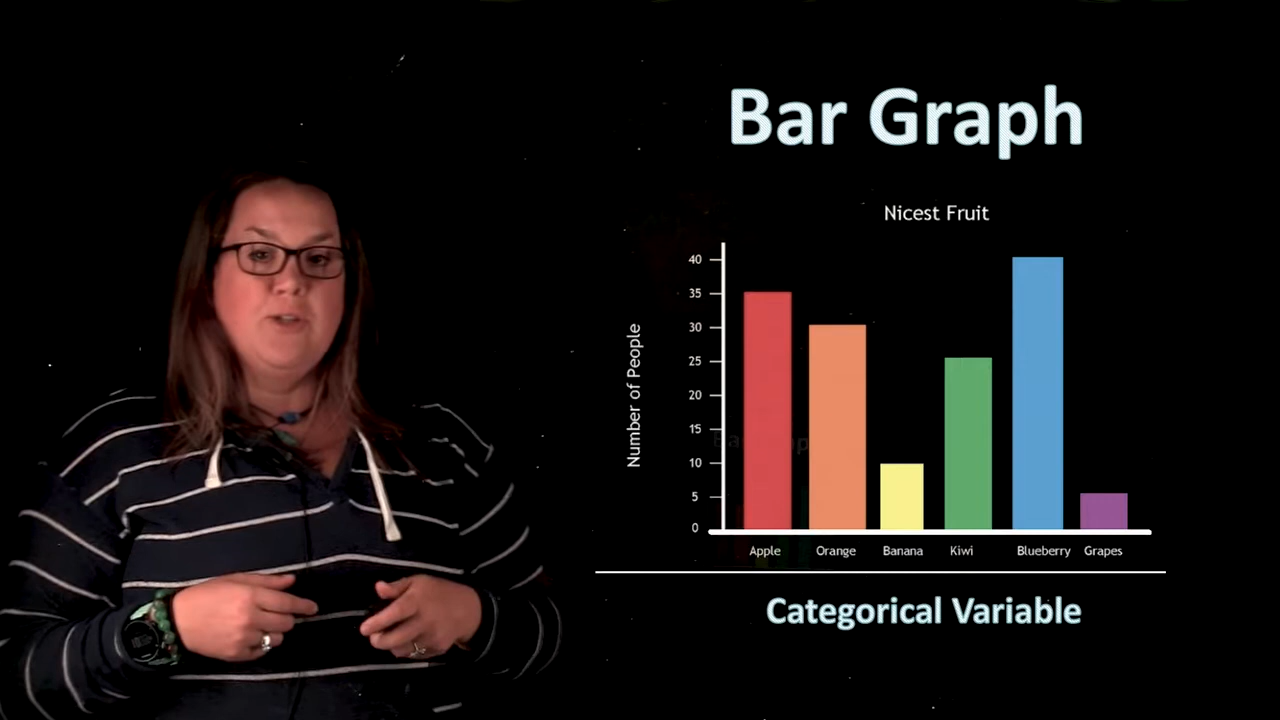 Bar Graph
Nicest Fruit
Number of People
40
35
30
25
20
15
10
5
0
Apple Orange Banana Kiwi Blueberry Grapes
Categorical Variable